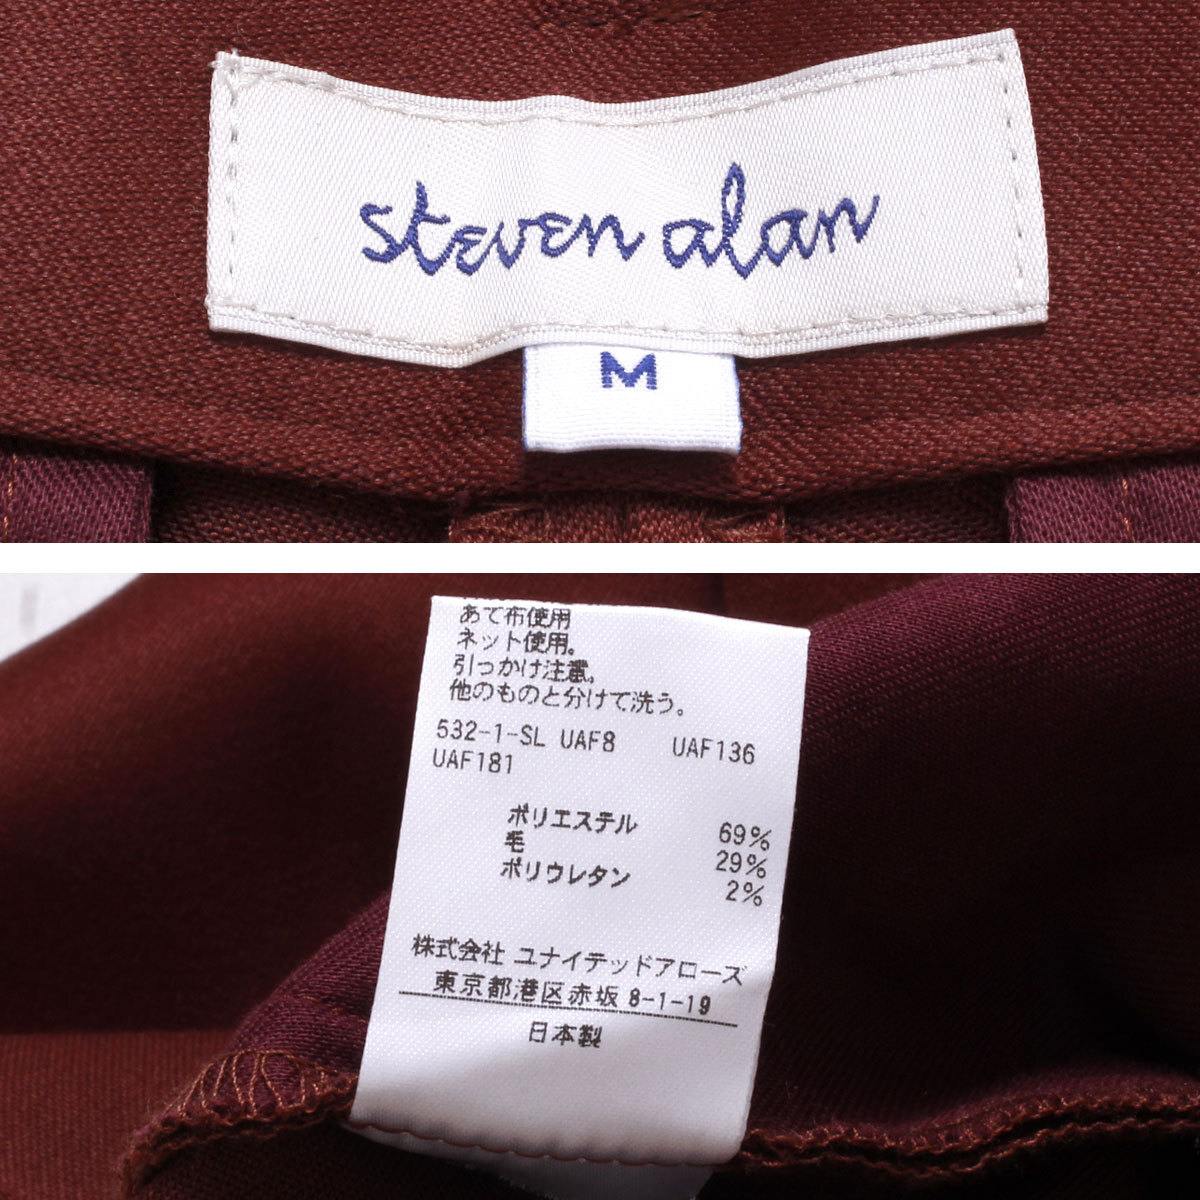 steven alan
M
あて布使用
ネット使用。
引っかけ注意。
他のものと分けて洗う。
532-1-SL UAF8 UAF136
UAF181
ポリエステル 69%
毛 29%
ポリウレタン 2%
株式会社 ユナイテッドアローズ
東京都港区赤坂 8-1-19
日本製